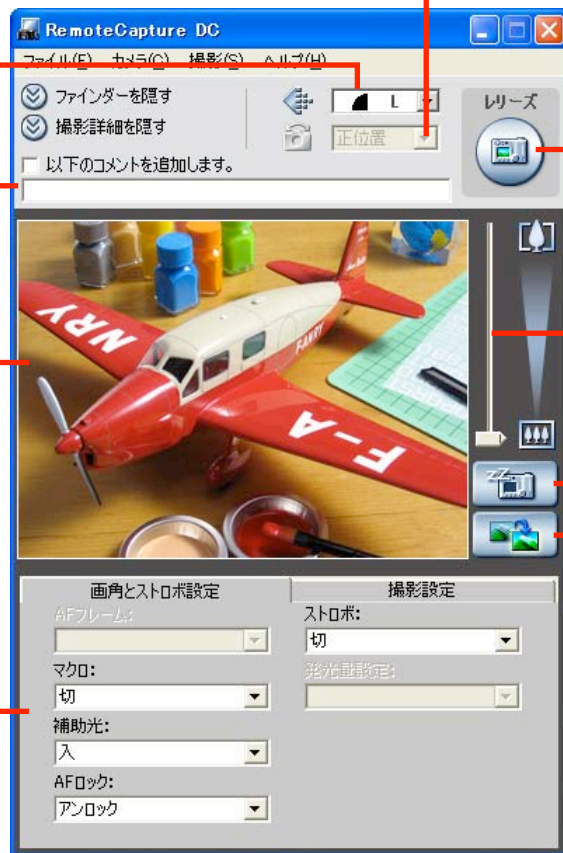 RemoteCapture DC
ファイル(F) カメラ(C) 撮影(S) ヘルプ(H)
ファインダーを隠す
L
レリーズ
撮影詳細を隠す
正位置
以下のコメントを追加します。
NRY
F-ANRY
F-A
画角とストロボ設定
撮影設定
AFフレーム:
ストロボ:
切
マクロ:
発光量設定:
切
補助光:
入
AFロック:
アンロック